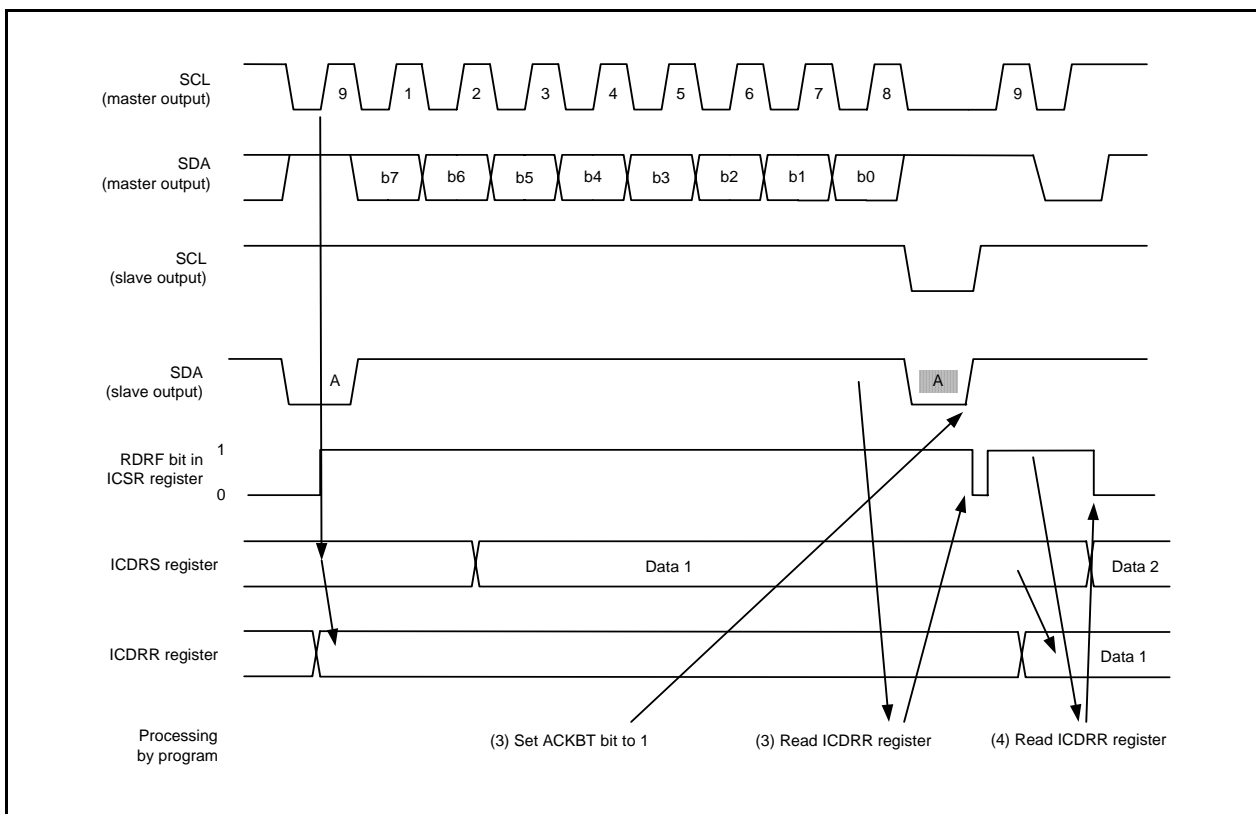 SCL
(master output)
9 1 2 3 4 5 6 7 8 9
SDA
(master output)
b7 b6 b5 b4 b3 b2 b1 b0
SCL
(slave output)
SDA
(slave output)
A A
RDRF bit in
ICSR register
1
0
ICDRS register
Data 1 Data 2
ICDRR register
Data 1
Processing
by program
(3) Set ACKBT bit to 1 (3) Read ICDRR register (4) Read ICDRR register